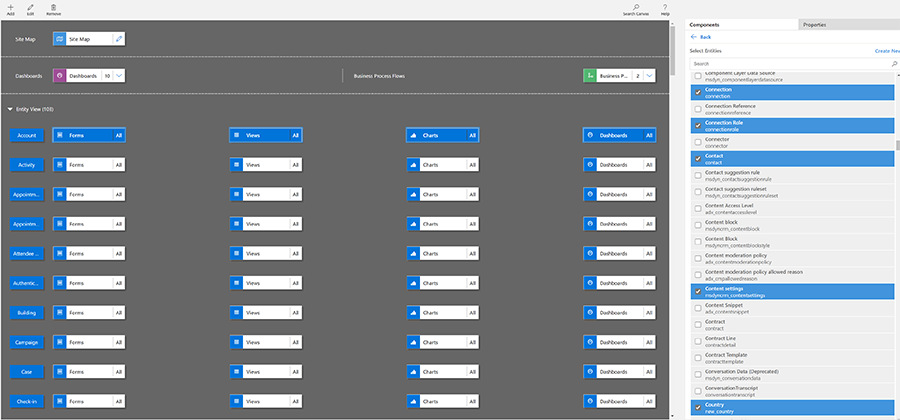 Add Edit Remove Search Canvas Help
Site Map Site Map
Dashboards Dashboards 10 Business Process Flows Business P... 2
Entity View (103)
Account Forms All Views All Charts All Dashboards All
Activity Forms All Views All Charts All Dashboards All
Appointm... Forms All Views All Charts All Dashboards All
Appointm... Forms All Views All Charts All Dashboards All
Attendee ... Forms All Views All Charts All Dashboards All
Authentic... Forms All Views All Charts All Dashboards All
Building Forms All Views All Charts All Dashboards All
Campaign Forms All Views All Charts All Dashboards All
Case Forms All Views All Charts All Dashboards All
Check-in Forms All Views All Charts All Dashboards All
Components Properties
Back
Select Entities Create New
Search
Component Layer Data Source
msdyn_componentlayerdatasource
Connection
connection
Connection Reference
connectionreference
Connection Role
connectionrole
Connector
connector
Contact
contact
Contact suggestion rule
msdyn_contactsuggestionrule
Contact suggestion ruleset
msdyn_contactsuggestionruleset
Content Access Level
adx_contentaccesslevel
Content block
msdyncrm_contentblock
Content Block
msdyncrm_contentblockstyle
Content moderation policy
adx_contentmoderationpolicy
Content moderation policy allowed reason
adx_cmpallowedreason
Content settings
msdyncrm_contentsettings
Content Snippet
adx_contentsnippet
Contract
contract
Contract Line
contractdetail
Contract Template
contracttemplate
Conversation Data (Deprecated)
msdyn_conversationdata
ConversationTranscript
conversationtranscript
Country
new_country